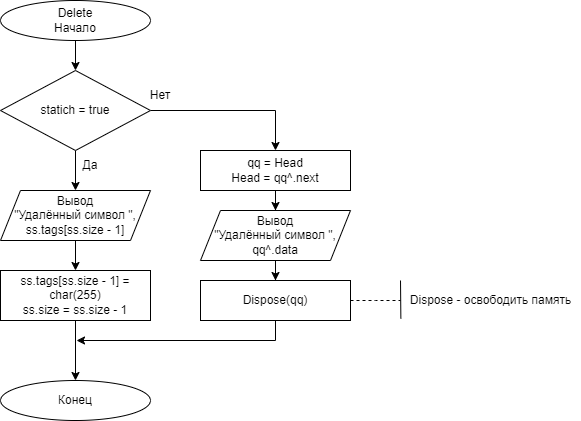 Delete
Начало
statich = true
Нет
Да
qq = Head
Head = qq^.next
Вывод
"Удалённый символ ",
ss.tags[ss.size - 1]
Вывод
"Удалённый символ ",
qq^.data
ss.tags[ss.size - 1] =
char(255)
ss.size = ss.size - 1
Dispose(qq)
Dispose - освободить память
Конец